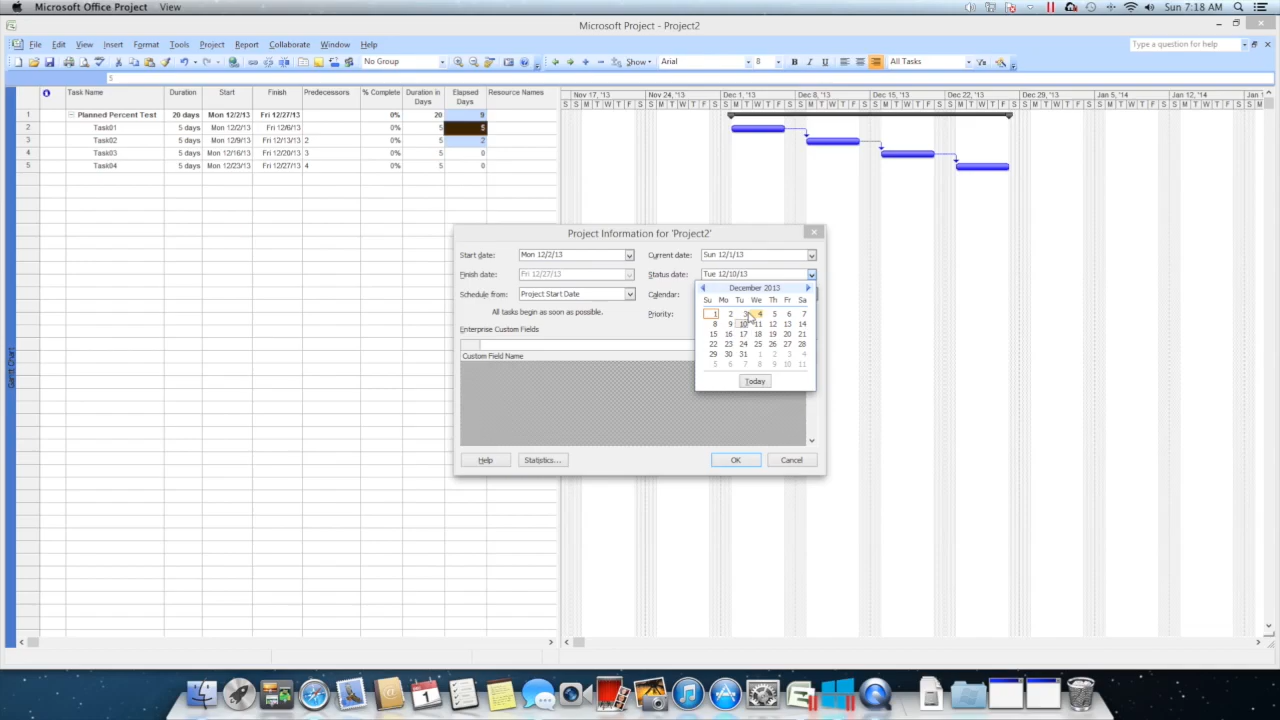 Microsoft Office Project View Sun 7:18 AM
Microsoft Project - Project2
File Edit View Insert Format Tools Project Report Collaborate Window Help Type a question for help
No Group Show Arial 8 B I U All Tasks
5
Task Name Duration Start Finish Predecessors % Complete Duration in Days Elapsed Days Resource Names
1 Planned Percent Test 20 days Mon 12/2/13 Fri 12/27/13 0% 20 9
2 Task01 5 days Mon 12/2/13 Fri 12/6/13 0% 5 5
3 Task02 5 days Mon 12/9/13 Fri 12/13/13 2 0% 5 2
4 Task03 5 days Mon 12/16/13 Fri 12/20/13 3 0% 5 0
5 Task04 5 days Mon 12/23/13 Fri 12/27/13 4 0% 5 0
Nov 17, '13 Nov 24, '13 Dec 1, '13 Dec 8, '13 Dec 15, '13 Dec 22, '13 Dec 29, '13 Jan 5, '14 Jan 12, '14
S S M T W T F S S M T W T F S S M T W T F S S M T W T F S S M T W T F S S M T W T F S S M T W T F S S M T W T F S S M T W T F S
Gantt Chart
Project Information for 'Project2'
Start date: Mon 12/2/13 Current date: Sun 12/1/13
Finish date: Fri 12/27/13 Status date: Tue 12/10/13
Schedule from: Project Start Date Calendar:
All tasks begin as soon as possible. Priority:
Enterprise Custom Fields
Custom Field Name
December 2013
Su Mo Tu We Th Fr Sa
1 2 3 4 5 6 7
8 9 10 11 12 13 14
15 16 17 18 19 20 21
22 23 24 25 26 27 28
29 30 31 1 2 3 4
5 6 7 8 9 10 11
Today
Help Statistics... OK Cancel
1